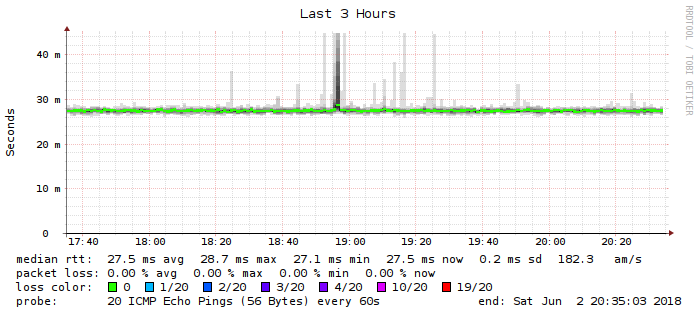 Last 3 Hours
RRDTOOL / TOBI OETIKER
Seconds
40 m
30 m
20 m
10 m
0
17:40 18:00 18:20 18:40 19:00 19:20 19:40 20:00 20:20
median rtt: 27.5 ms avg 28.7 ms max 27.1 ms min 27.5 ms now 0.2 ms sd 182.3 am/s
packet loss: 0.00 % avg 0.00 % max 0.00 % min 0.00 % now
loss color: 0 1/20 2/20 3/20 4/20 10/20 19/20
probe: 20 ICMP Echo Pings (56 Bytes) every 60s end: Sat Jun 2 20:35:03 2018